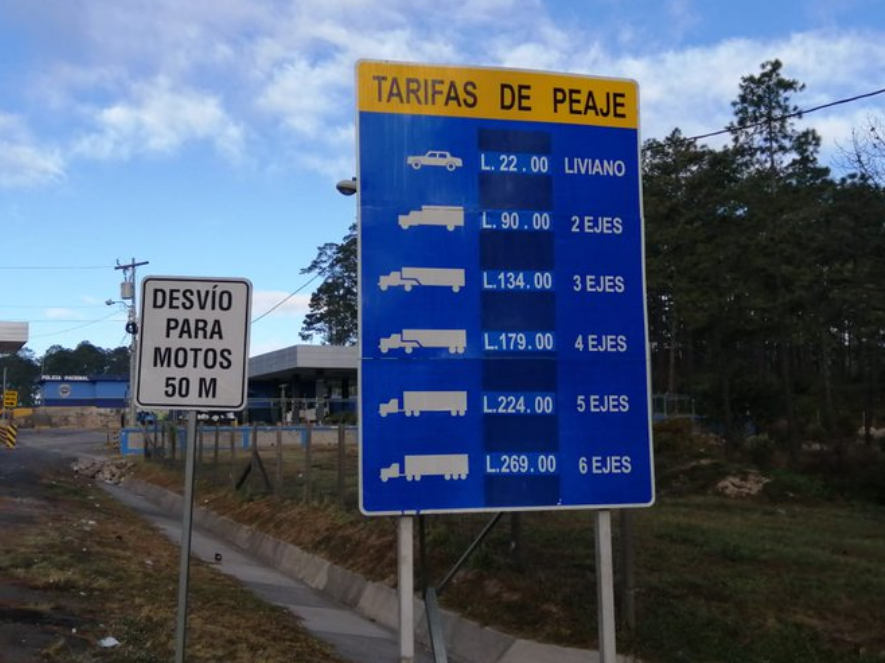 TARIFAS DE PEAJE
L. 22.00 LIVIANO
L. 90.00 2 EJES
L.134.00 3 EJES
L.179.00 4 EJES
L.224.00 5 EJES
L.269.00 6 EJES
DESVÍO
PARA
MOTOS
50 M
POLICIA NACIONAL